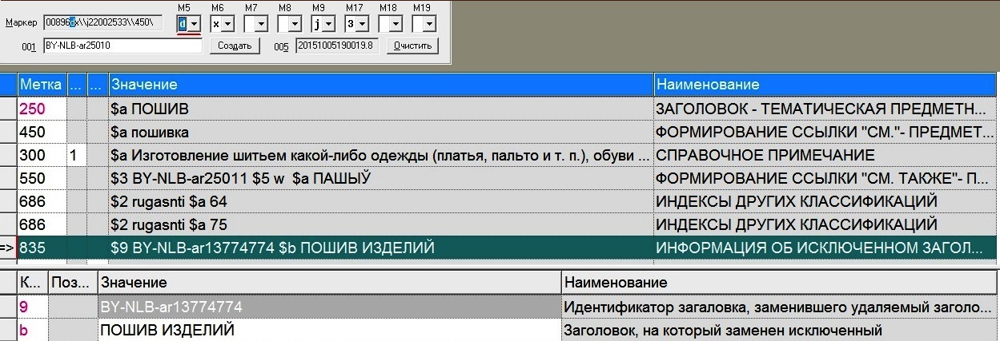 M5 M6 M7 M8 M9 M17 M18 M19
Маркер 00896dx\\j22002533\\450\ d x j 3
001 BY-NLB-ar25010 Создать 005 20151005190019.8 Очистить
Метка ... ... Значение Наименование
250 $a ПОШИВ ЗАГОЛОВОК - ТЕМАТИЧЕСКАЯ ПРЕДМЕТН...
450 $a пошивка ФОРМИРОВАНИЕ ССЫЛКИ "СМ."- ПРЕДМЕТ...
300 1 $a Изготовление шитьем какой-либо одежды (платья, пальто и т. п.), обуви ... СПРАВОЧНОЕ ПРИМЕЧАНИЕ
550 $3 BY-NLB-ar25011 $5 w $a ПАШЫЎ ФОРМИРОВАНИЕ ССЫЛКИ "СМ. ТАКЖЕ"- П...
686 $2 rugasnti $a 64 ИНДЕКСЫ ДРУГИХ КЛАССИФИКАЦИЙ
686 $2 rugasnti $a 75 ИНДЕКСЫ ДРУГИХ КЛАССИФИКАЦИЙ
=> 835 $9 BY-NLB-ar13774774 $b ПОШИВ ИЗДЕЛИЙ ИНФОРМАЦИЯ ОБ ИСКЛЮЧЕННОМ ЗАГОЛ...
К... Поз... Значение Наименование
9 BY-NLB-ar13774774 Идентификатор загаловка, заменившего удаляемый заголо...
b ПОШИВ ИЗДЕЛИЙ Заголовок, на который заменен исключенный